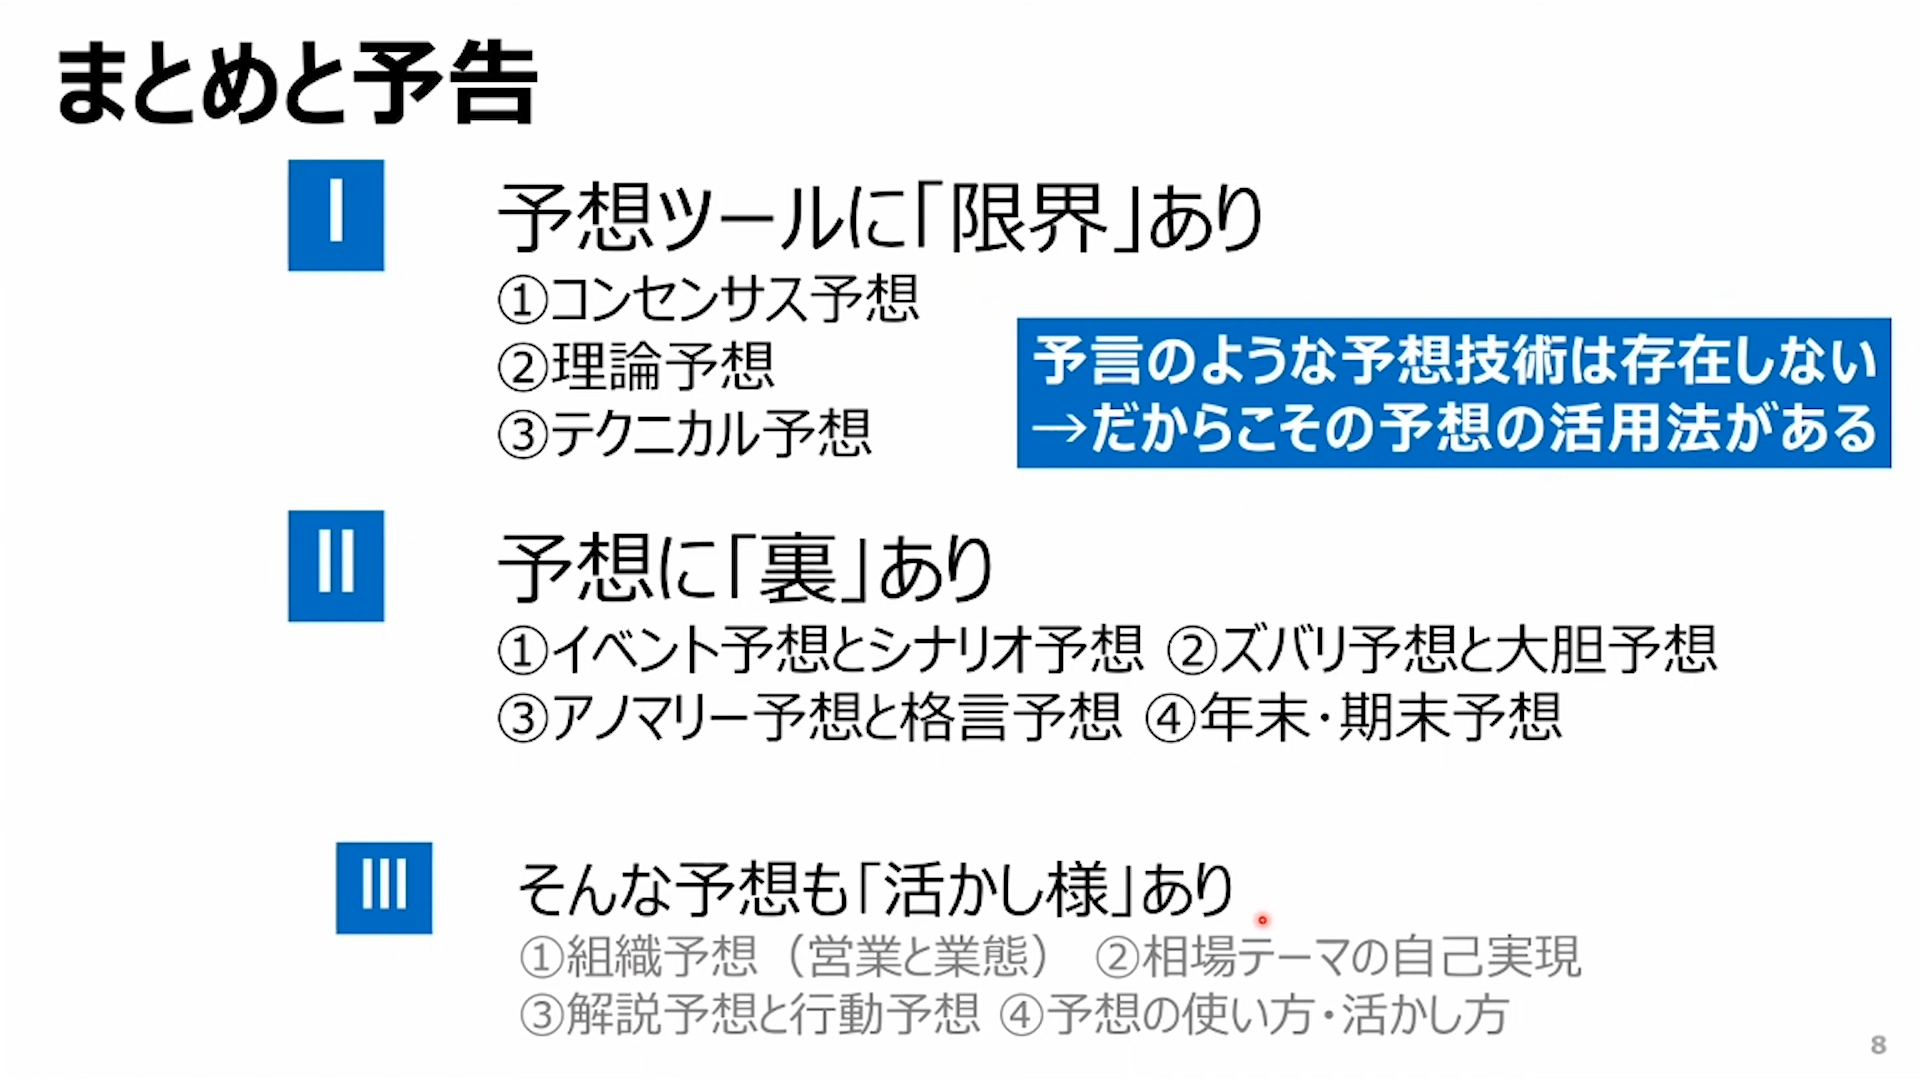 まとめと予告
Ⅰ
予想ツールに「限界」あり
①コンセンサス予想
②理論予想
③テクニカル予想
予言のような予想技術は存在しない
→だからこその予想の活用法がある
Ⅱ
予想に「裏」あり
①イベント予想とシナリオ予想 ②ズバリ予想と大胆予想
③アノマリー予想と格言予想 ④年末・期末予想
Ⅲ
そんな予想も「活かし様」あり
①組織予想（営業と業態） ②相場テーマの自己実現
③解説予想と行動予想 ④予想の使い方・活かし方
8